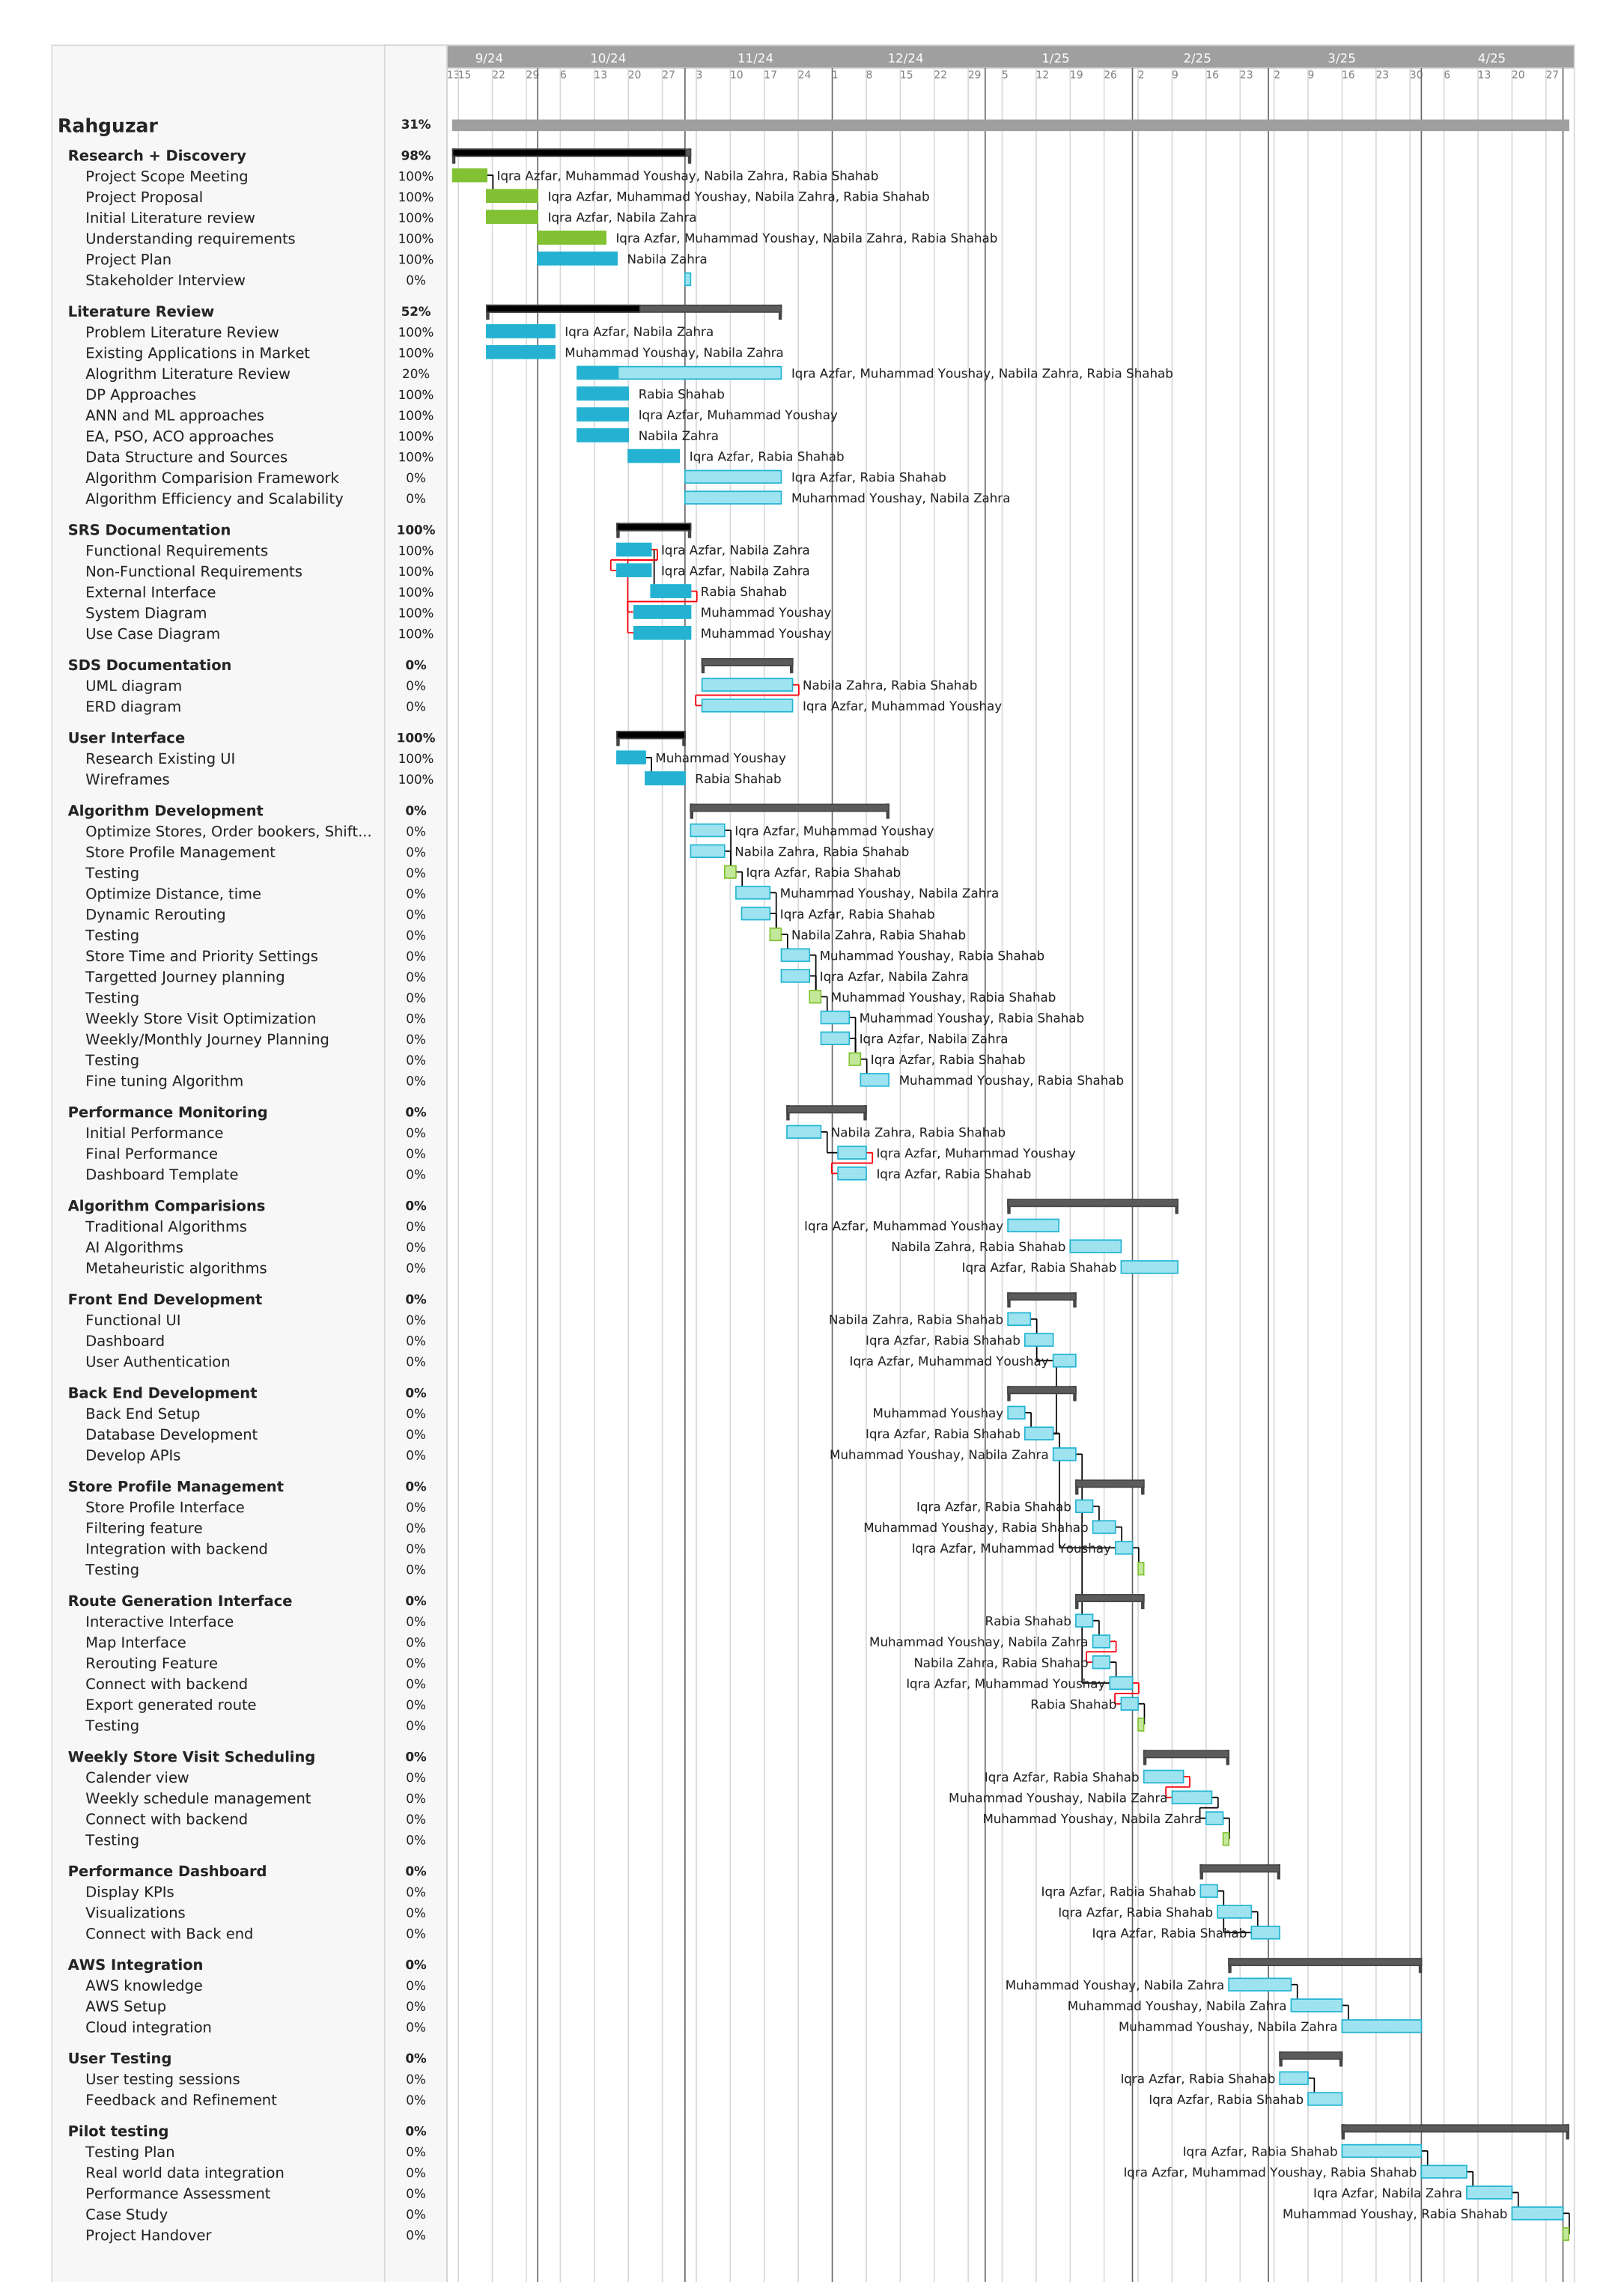 9/24 10/24 11/24 12/24 1/25 2/25 3/25 4/25
13 15 22 29 6 13 20 27 3 10 17 24 1 8 15 22 29 5 12 19 26 2 9 16 23 2 9 16 23 30 6 13 20 27
Rahguzar 31%
Research + Discovery 98%
Project Scope Meeting 100% Iqra Azfar, Muhammad Youshay, Nabila Zahra, Rabia Shahab
Project Proposal 100% Iqra Azfar, Muhammad Youshay, Nabila Zahra, Rabia Shahab
Initial Literature review 100% Iqra Azfar, Nabila Zahra
Understanding requirements 100% Iqra Azfar, Muhammad Youshay, Nabila Zahra, Rabia Shahab
Project Plan 100% Nabila Zahra
Stakeholder Interview 0%
Literature Review 52%
Problem Literature Review 100% Iqra Azfar, Nabila Zahra
Existing Applications in Market 100% Muhammad Youshay, Nabila Zahra
Alogrithm Literature Review 20% Iqra Azfar, Muhammad Youshay, Nabila Zahra, Rabia Shahab
DP Approaches 100% Rabia Shahab
ANN and ML approaches 100% Iqra Azfar, Muhammad Youshay
EA, PSO, ACO approaches 100% Nabila Zahra
Data Structure and Sources 100% Iqra Azfar, Rabia Shahab
Algorithm Comparision Framework 0% Iqra Azfar, Rabia Shahab
Algorithm Efficiency and Scalability 0% Muhammad Youshay, Nabila Zahra
SRS Documentation 100%
Functional Requirements 100% Iqra Azfar, Nabila Zahra
Non-Functional Requirements 100% Iqra Azfar, Nabila Zahra
External Interface 100% Rabia Shahab
System Diagram 100% Muhammad Youshay
Use Case Diagram 100% Muhammad Youshay
SDS Documentation 0%
UML diagram 0% Nabila Zahra, Rabia Shahab
ERD diagram 0% Iqra Azfar, Muhammad Youshay
User Interface 100%
Research Existing UI 100% Muhammad Youshay
Wireframes 100% Rabia Shahab
Algorithm Development 0%
Optimize Stores, Order bookers, Shift... 0% Iqra Azfar, Muhammad Youshay
Store Profile Management 0% Nabila Zahra, Rabia Shahab
Testing 0% Iqra Azfar, Rabia Shahab
Optimize Distance, time 0% Muhammad Youshay, Nabila Zahra
Dynamic Rerouting 0% Iqra Azfar, Rabia Shahab
Testing 0% Nabila Zahra, Rabia Shahab
Store Time and Priority Settings 0% Muhammad Youshay, Rabia Shahab
Targetted Journey planning 0% Iqra Azfar, Nabila Zahra
Testing 0% Muhammad Youshay, Rabia Shahab
Weekly Store Visit Optimization 0% Muhammad Youshay, Rabia Shahab
Weekly/Monthly Journey Planning 0% Iqra Azfar, Nabila Zahra
Testing 0% Iqra Azfar, Rabia Shahab
Fine tuning Algorithm 0% Muhammad Youshay, Rabia Shahab
Performance Monitoring 0%
Initial Performance 0% Nabila Zahra, Rabia Shahab
Final Performance 0% Iqra Azfar, Muhammad Youshay
Dashboard Template 0% Iqra Azfar, Rabia Shahab
Algorithm Comparisions 0%
Traditional Algorithms 0% Iqra Azfar, Muhammad Youshay
AI Algorithms 0% Nabila Zahra, Rabia Shahab
Metaheuristic algorithms 0% Iqra Azfar, Rabia Shahab
Front End Development 0%
Functional UI 0% Nabila Zahra, Rabia Shahab
Dashboard 0% Iqra Azfar, Rabia Shahab
User Authentication 0% Iqra Azfar, Muhammad Youshay
Back End Development 0%
Back End Setup 0% Muhammad Youshay
Database Development 0% Iqra Azfar, Rabia Shahab
Develop APIs 0% Muhammad Youshay, Nabila Zahra
Store Profile Management 0%
Store Profile Interface 0% Iqra Azfar, Rabia Shahab
Filtering feature 0% Muhammad Youshay, Rabia Shahab
Integration with backend 0% Iqra Azfar, Muhammad Youshay
Testing 0%
Route Generation Interface 0%
Interactive Interface 0% Rabia Shahab
Map Interface 0% Muhammad Youshay, Nabila Zahra
Rerouting Feature 0% Nabila Zahra, Rabia Shahab
Connect with backend 0% Iqra Azfar, Muhammad Youshay
Export generated route 0% Rabia Shahab
Testing 0%
Weekly Store Visit Scheduling 0%
Calender view 0% Iqra Azfar, Rabia Shahab
Weekly schedule management 0% Muhammad Youshay, Nabila Zahra
Connect with backend 0% Muhammad Youshay, Nabila Zahra
Testing 0%
Performance Dashboard 0%
Display KPIs 0% Iqra Azfar, Rabia Shahab
Visualizations 0% Iqra Azfar, Rabia Shahab
Connect with Back end 0% Iqra Azfar, Rabia Shahab
AWS Integration 0%
AWS knowledge 0% Muhammad Youshay, Nabila Zahra
AWS Setup 0% Muhammad Youshay, Nabila Zahra
Cloud integration 0% Muhammad Youshay, Nabila Zahra
User Testing 0%
User testing sessions 0% Iqra Azfar, Rabia Shahab
Feedback and Refinement 0% Iqra Azfar, Rabia Shahab
Pilot testing 0%
Testing Plan 0% Iqra Azfar, Rabia Shahab
Real world data integration 0% Iqra Azfar, Muhammad Youshay, Rabia Shahab
Performance Assessment 0% Iqra Azfar, Nabila Zahra
Case Study 0% Muhammad Youshay, Rabia Shahab
Project Handover 0%